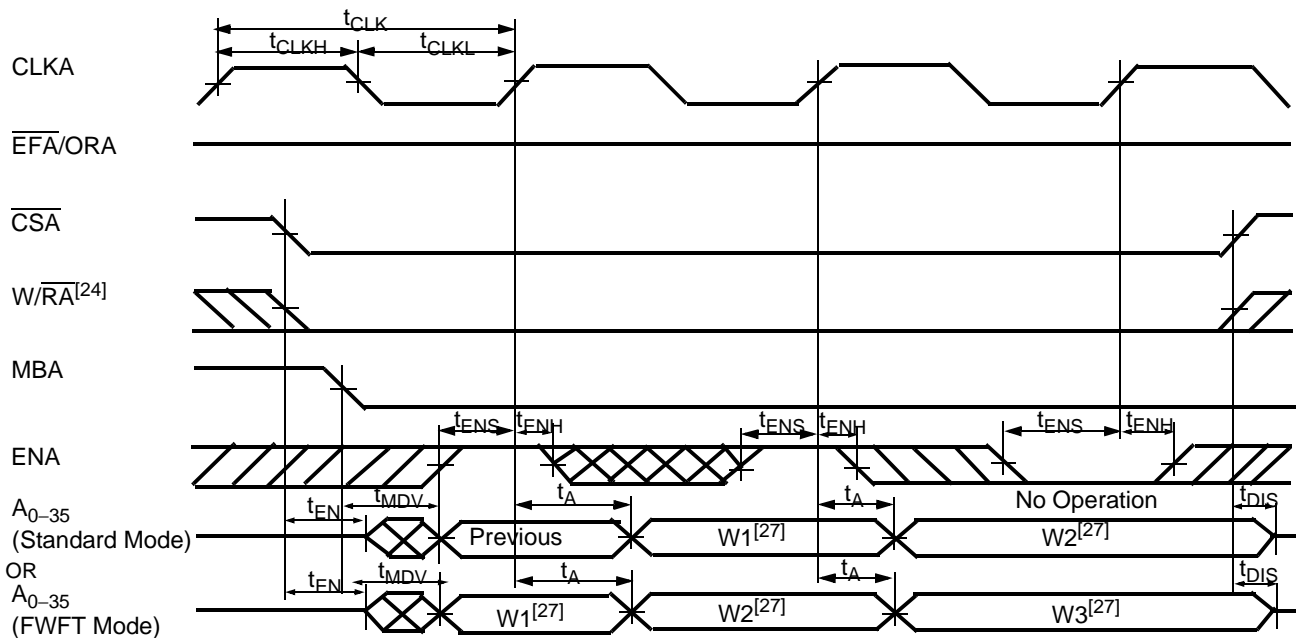 tCLK
tCLKH tCLKL
CLKA
EFA/ORA
CSA
W/RA[24]
MBA
tENS tENH tENS tENH tENS tENH
ENA
No Operation
tEN tMDV tA tA tDIS
A0–35
(Standard Mode)
Previous W1[27] W2[27]
OR
tEN tMDV tA tA tDIS
A0–35
(FWFT Mode)
W1[27] W2[27] W3[27]